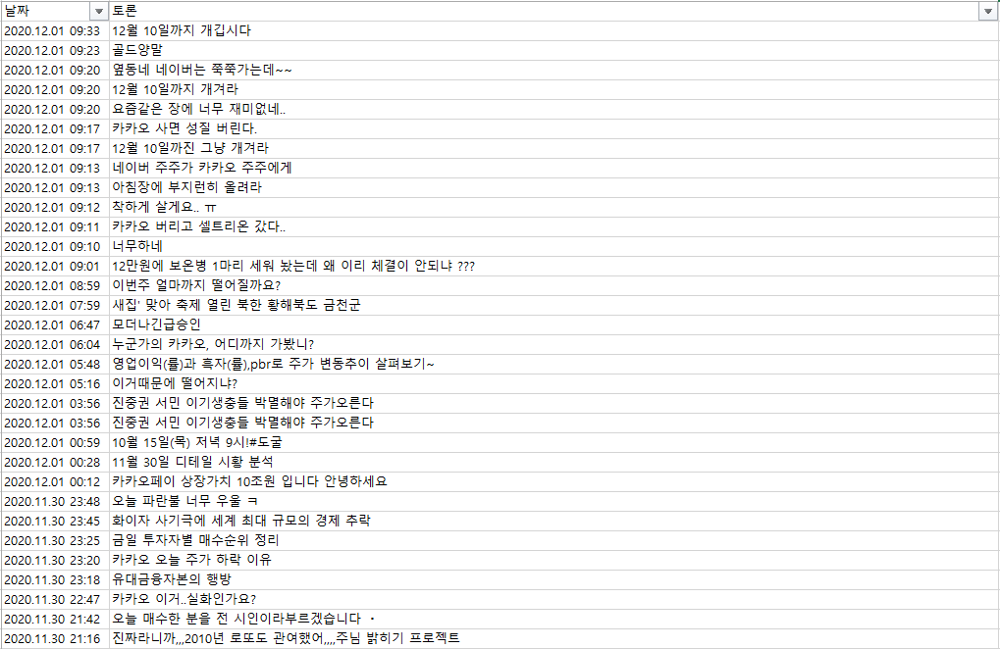 날짜 토론
2020.12.01 09:33 12월 10일까지 개깁시다
2020.12.01 09:23 골드양말
2020.12.01 09:20 옆동네 네이버는 쭉쭉가는데~~
2020.12.01 09:20 12월 10일까지 개겨라
2020.12.01 09:20 요즘같은 장에 너무 재미없네..
2020.12.01 09:17 카카오 사면 성질 버린다.
2020.12.01 09:17 12월 10일까진 그냥 개겨라
2020.12.01 09:13 네이버 주주가 카카오 주주에게
2020.12.01 09:13 아침장에 부지런히 올려라
2020.12.01 09:12 착하게 살게요.. ㅠ
2020.12.01 09:11 카카오 버리고 셀트리온 갔다..
2020.12.01 09:10 너무하네
2020.12.01 09:01 12만원에 보온병 1마리 세워 놨는데 왜 이리 체결이 안되냐 ???
2020.12.01 08:59 이번주 얼마까지 떨어질까요?
2020.12.01 07:59 새집' 맞아 축제 열린 북한 황해북도 금천군
2020.12.01 06:47 모더나긴급승인
2020.12.01 06:04 누군가의 카카오, 어디까지 가봤니?
2020.12.01 05:48 영업이익(률)과 흑자(률),pbr로 주가 변동추이 살펴보기~
2020.12.01 05:16 이거때문에 떨어지냐?
2020.12.01 03:56 진중권 서민 이기생충들 박멸해야 주가오른다
2020.12.01 03:56 진중권 서민 이기생충들 박멸해야 주가오른다
2020.12.01 00:59 10월 15일(목) 저녁 9시!#도굴
2020.12.01 00:28 11월 30일 디테일 시황 분석
2020.12.01 00:12 카카오페이 상장가치 10조원 입니다 안녕하세요
2020.11.30 23:48 오늘 파란불 너무 우울 ㅋ
2020.11.30 23:45 화이자 사기극에 세계 최대 규모의 경제 추락
2020.11.30 23:25 금일 투자자별 매수순위 정리
2020.11.30 23:20 카카오 오늘 주가 하락 이유
2020.11.30 23:18 유대금융자본의 행방
2020.11.30 22:47 카카오 이거..실화인가요?
2020.11.30 21:42 오늘 매수한 분을 전 시인이라부르겠습니다 ·
2020.11.30 21:16 진짜라니까,,,2010년 로또도 관여했어,,,,주님 밝히기 프로젝트